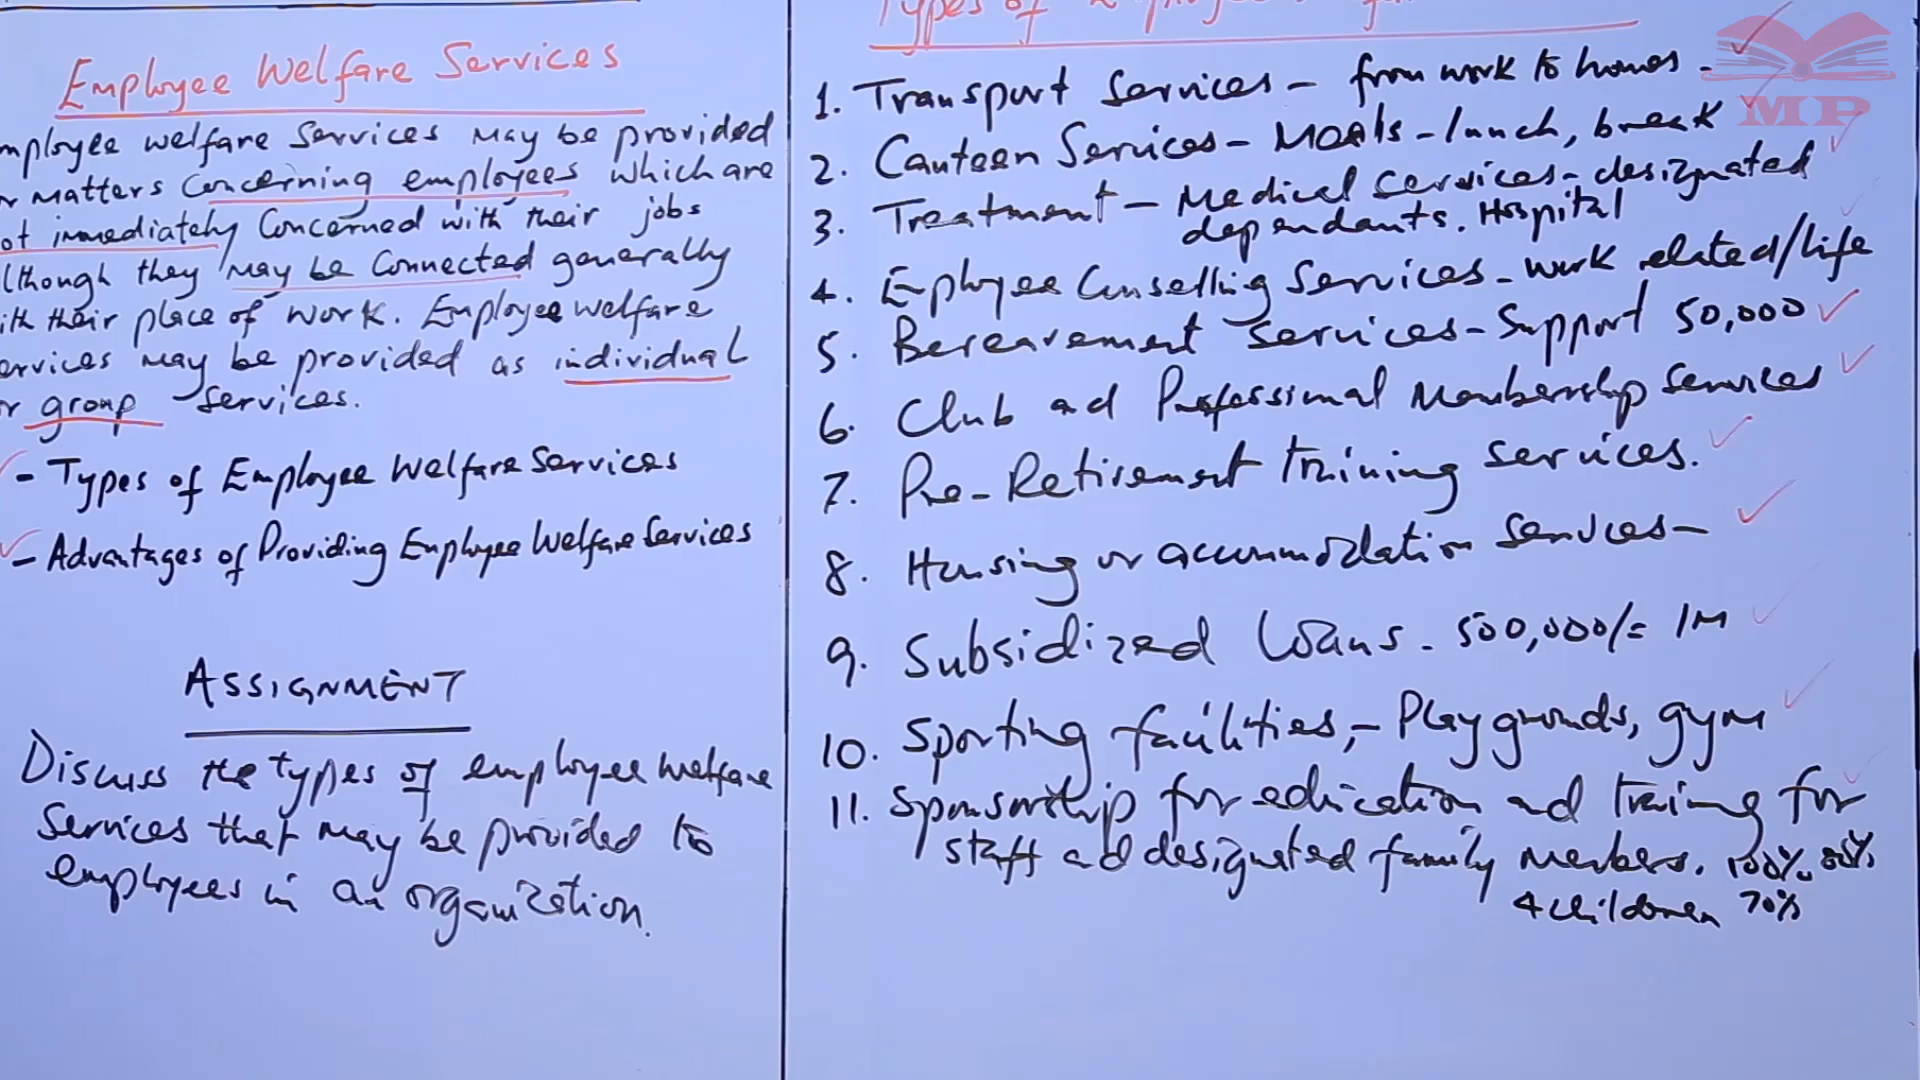 Employee Welfare Services
mployee welfare Services may be provided
r matters concerning employees which are
ot immediately concerned with their jobs
lthough they may be connected generally
ith their place of work. Employee welfare
ervices may be provided as individual
r group services.
- Types of Employee Welfare Services
- Advantages of Providing Employee Welfare Services
ASSIGNMENT
Discuss the types of employee welfare
Services that may be provided to
employees in an organization.
Types of Employee
1. Transport Services - from work to homes -
2. Canteen Services - Meals - lunch, break
3. Treatment - Medical services - designated
dependants. Hospital
4. Employee Counselling Services - work related/life
5. Bereavement Services - Support 50,000
6. Club ad Professional Membership Services
7. Pre-Retirement training services.
8. Housing or accommodation services -
9. Subsidized Loans - 500,000/= 1M
10. Sporting facilities, - Playgrounds, gym
11. Sponsorship for education ad training for
staff ad designated family members. 100%
4 children 70%
MP